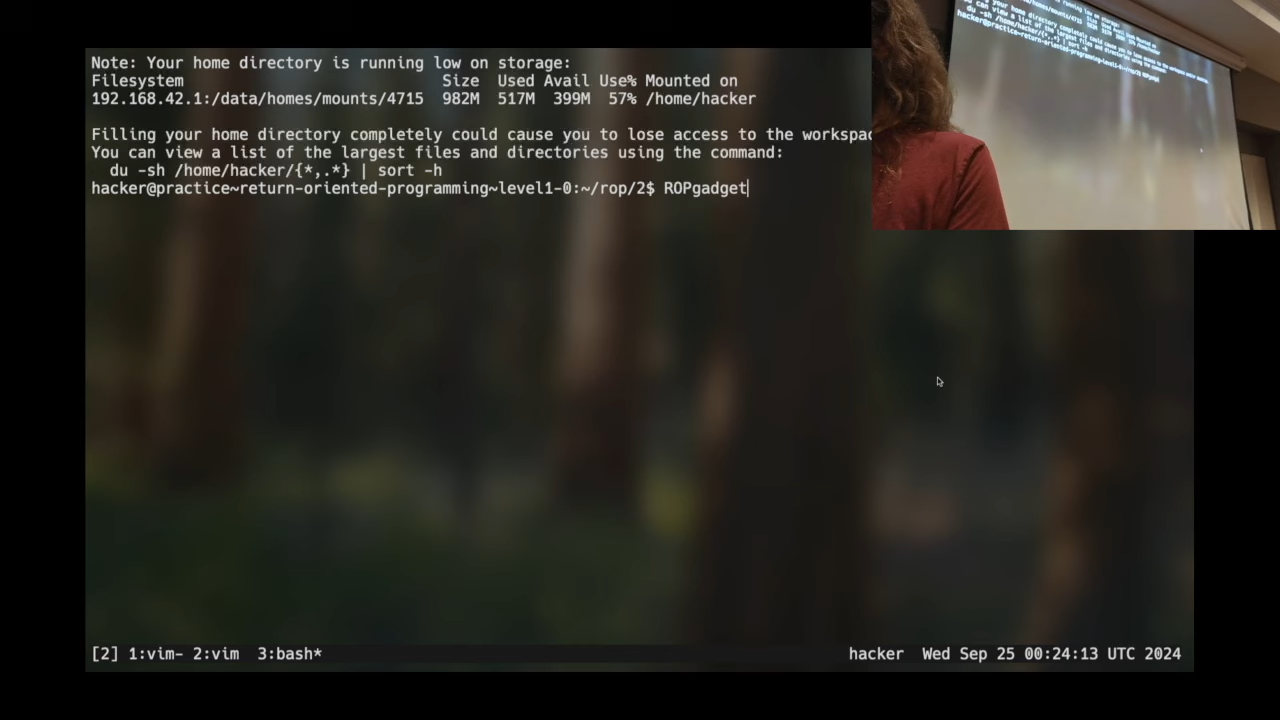 Note: Your home directory is running low on storage:
Filesystem Size Used Avail Use% Mounted on
192.168.42.1:/data/homes/mounts/4715 982M 517M 399M 57% /home/hacker
Filling your home directory completely could cause you to lose access to the workspac
You can view a list of the largest files and directories using the command:
du -sh /home/hacker/{*,.*} | sort -h
hacker@practice~return-oriented-programming~level1-0:~/rop/2$ ROPgadget
[2] 1:vim- 2:vim 3:bash* hacker Wed Sep 25 00:24:13 UTC 2024